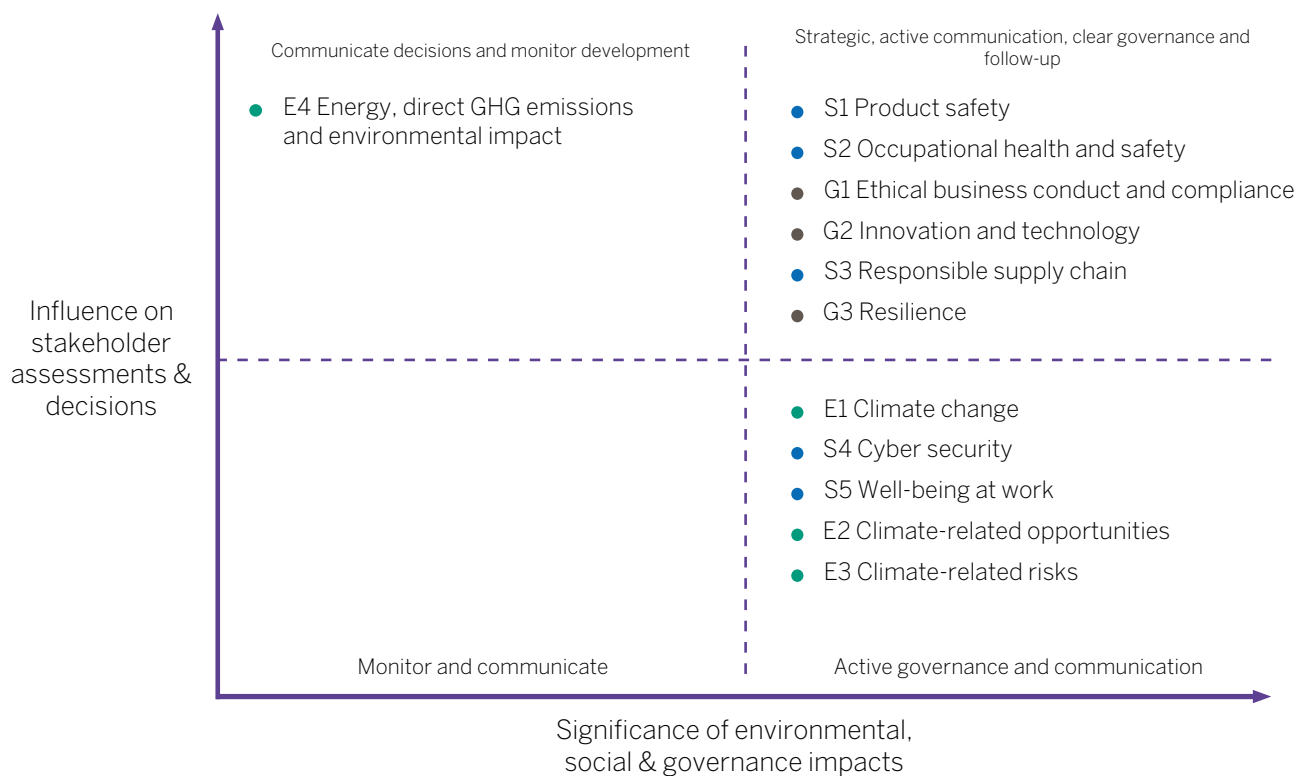 Communicate decisions and monitor development
E4 Energy, direct GHG emissions
and environmental impact
Strategic, active communication, clear governance and
follow-up
S1 Product safety
S2 Occupational health and safety
G1 Ethical business conduct and compliance
G2 Innovation and technology
S3 Responsible supply chain
G3 Resilience
Influence on
stakeholder
assessments &
decisions
E1 Climate change
S4 Cyber security
S5 Well-being at work
E2 Climate-related opportunities
E3 Climate-related risks
Monitor and communicate
Active governance and communication
Significance of environmental,
social & governance impacts